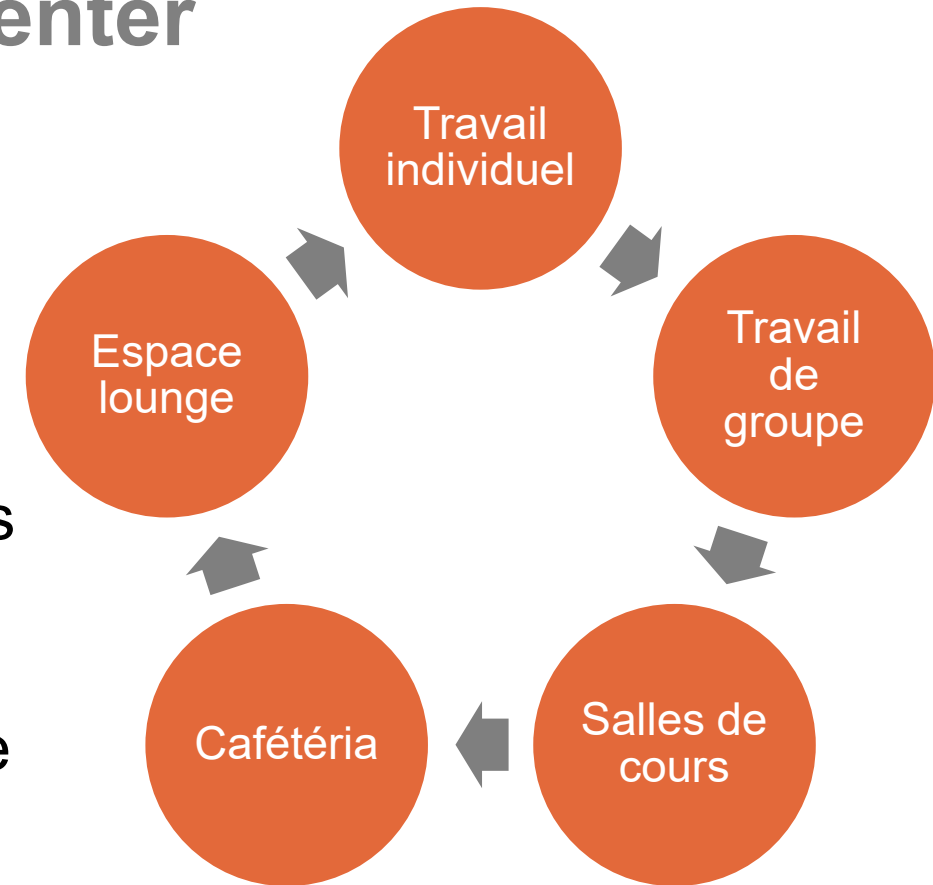 enter
Travail
individuel
Travail
de
groupe
Salles de
cours
Cafétéria
Espace
lounge
s
e